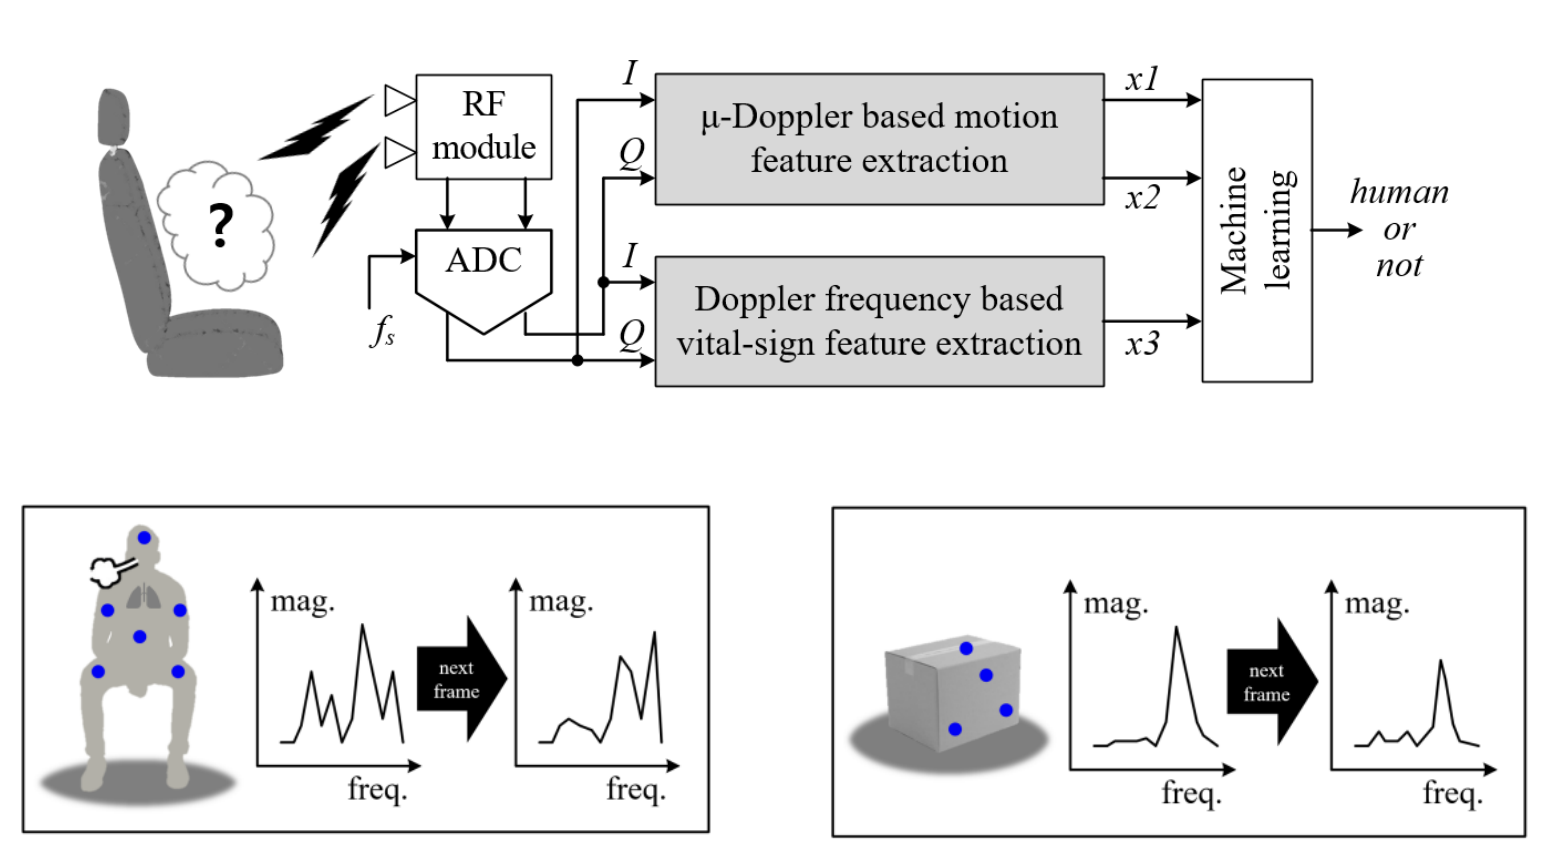 RF
module
I
μ-Doppler based motion
feature extraction
Q
x1
x2
?
ADC
fs
I
Doppler frequency based
vital-sign feature extraction
Q
x3
Machine
learning
human
or
not
mag.
freq.
next
frame
mag.
freq.
mag.
freq.
next
frame
mag.
freq.